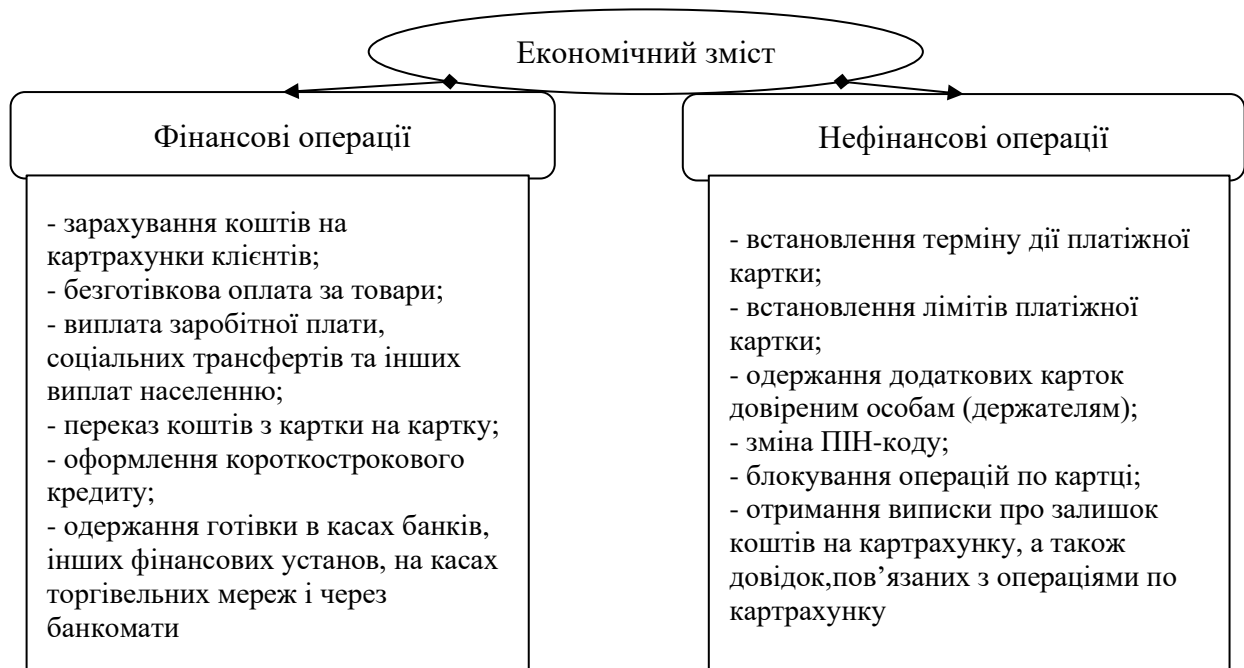 Економічний зміст
Фінансові операції
- зарахування коштів на
картрахунки клієнтів;
- безготівкова оплата за товари;
- виплата заробітної плати,
соціальних трансфертів та інших
виплат населенню;
- переказ коштів з картки на картку;
- оформлення короткострокового
кредиту;
- одержання готівки в касах банків,
інших фінансових установ, на касах
торгівельних мереж і через
банкомати
Нефінансові операції
- встановлення терміну дії платіжної
картки;
- встановлення лімітів платіжної
картки;
- одержання додаткових карток
довіреним особам (держателям);
- зміна ПІН-коду;
- блокування операцій по картці;
- отримання виписки про залишок
коштів на картрахунку, а також
довідок,пов’язаних з операціями по
картрахунку